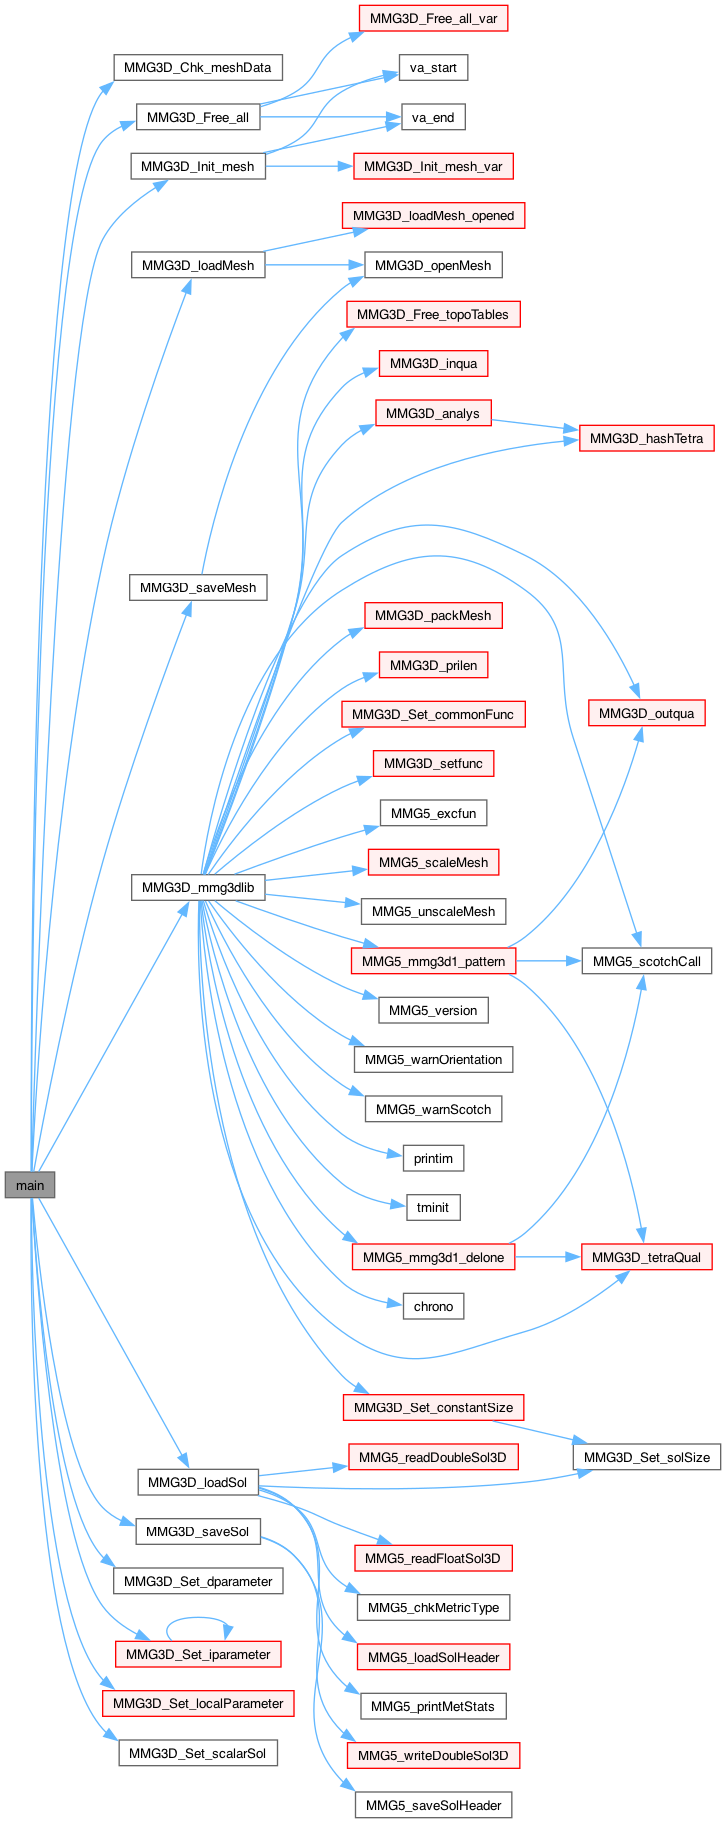 MMG3D_Free_all_var
MMG3D_Chk_meshData
va_start
MMG3D_Free_all
va_end
MMG3D_Init_mesh
MMG3D_Init_mesh_var
MMG3D_loadMesh_opened
MMG3D_loadMesh
MMG3D_openMesh
MMG3D_Free_topoTables
MMG3D_inqua
MMG3D_analys
MMG3D_hashTetra
MMG3D_saveMesh
MMG3D_packMesh
MMG3D_prilen
MMG3D_Set_commonFunc
MMG3D_outqua
MMG3D_setfunc
MMG5_excfun
MMG5_scaleMesh
MMG3D_mmg3dlib
MMG5_unscaleMesh
MMG5_mmg3d1_pattern
MMG5_scotchCall
MMG5_version
MMG5_warnOrientation
MMG5_warnScotch
printim
main
tminit
MMG5_mmg3d1_delone
MMG3D_tetraQual
chrono
MMG3D_Set_constantSize
MMG5_readDoubleSol3D
MMG3D_Set_solSize
MMG3D_loadSol
MMG3D_saveSol
MMG5_readFloatSol3D
MMG3D_Set_dparameter
MMG5_chkMetricType
MMG3D_Set_iparameter
MMG5_loadSolHeader
MMG3D_Set_localParameter
MMG5_printMetStats
MMG3D_Set_scalarSol
MMG5_writeDoubleSol3D
MMG5_saveSolHeader